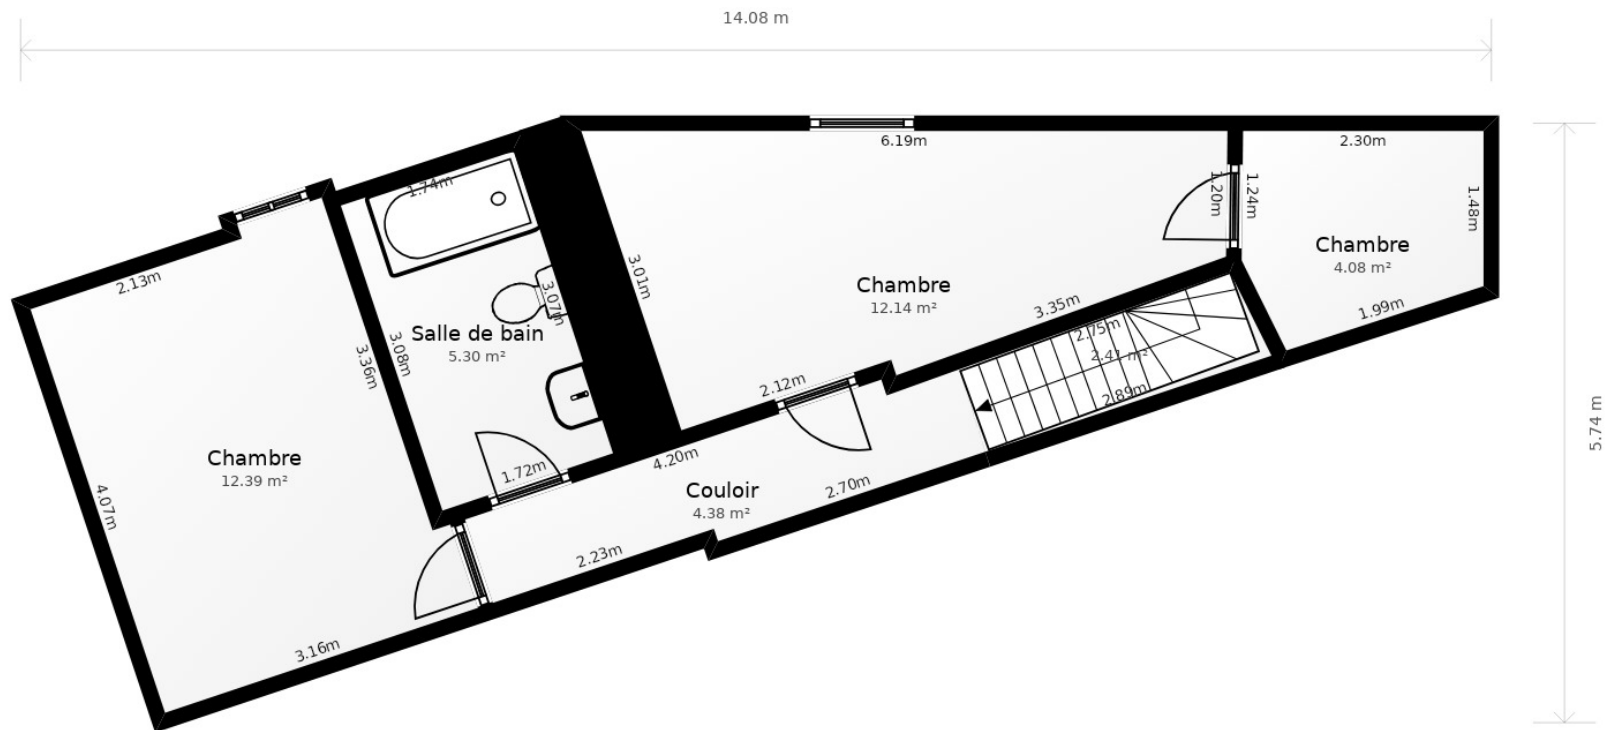 14.08 m
6.19m
2.30m
1.74m
1.20m
1.24m
1.48m
2.13m
3.01m
Chambre
4.08 m²
Chambre
12.14 m²
3.07m
3.35m
1.99m
Salle de bain
5.30 m²
3.36m
3.08m
2.75m
2.41 m²
2.12m
2.89m
5.74 m
Chambre
12.39 m²
1.72m
4.20m
Couloir
4.38 m²
2.70m
4.07m
2.23m
3.16m